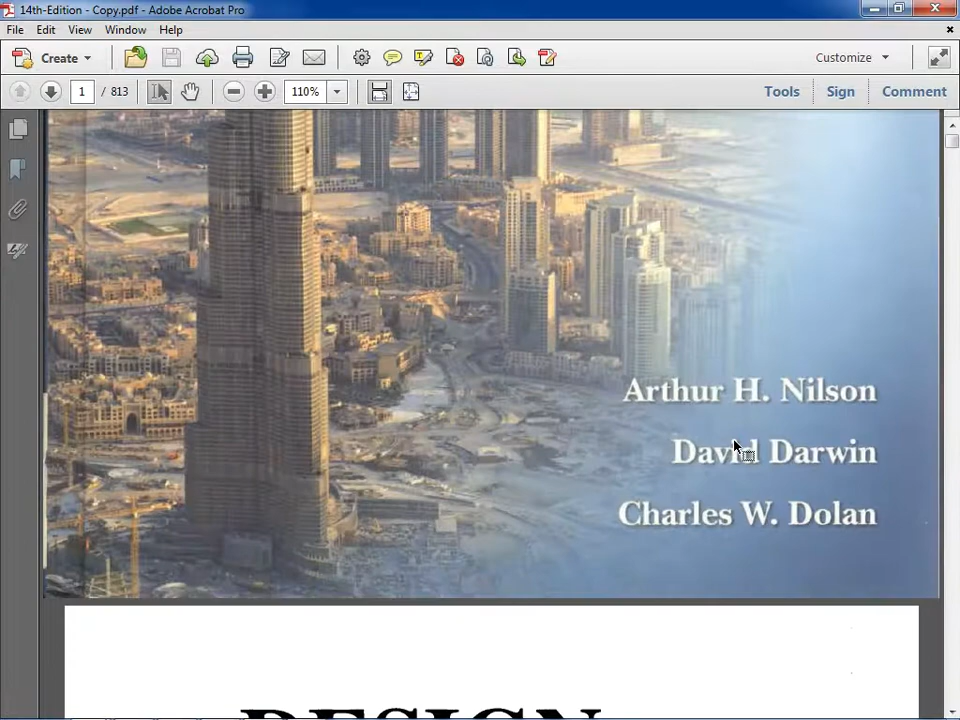 14th-Edition - Copy.pdf - Adobe Acrobat Pro
File Edit View Window Help
Create Customize
1 / 813 110% Tools Sign Comment
Arthur H. Nilson
David Darwin
Charles W. Dolan
DESIGN